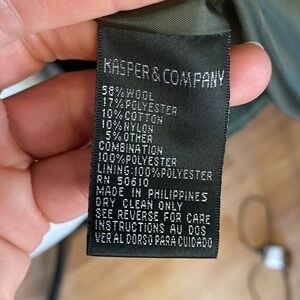 KASPER & COMPANY
58% WOOL
17% POLYESTER
10% COTTON
10% NYLON
5% OTHER
COMBINATION
100% POLYESTER
LINING:100% POLYESTER
RN 50610
MADE IN PHILIPPINES
DRY CLEAN ONLY
SEE REVERSE FOR CARE
INSTRUCTIONS AU DOS
VER AL DORSO PARA CUIDADO